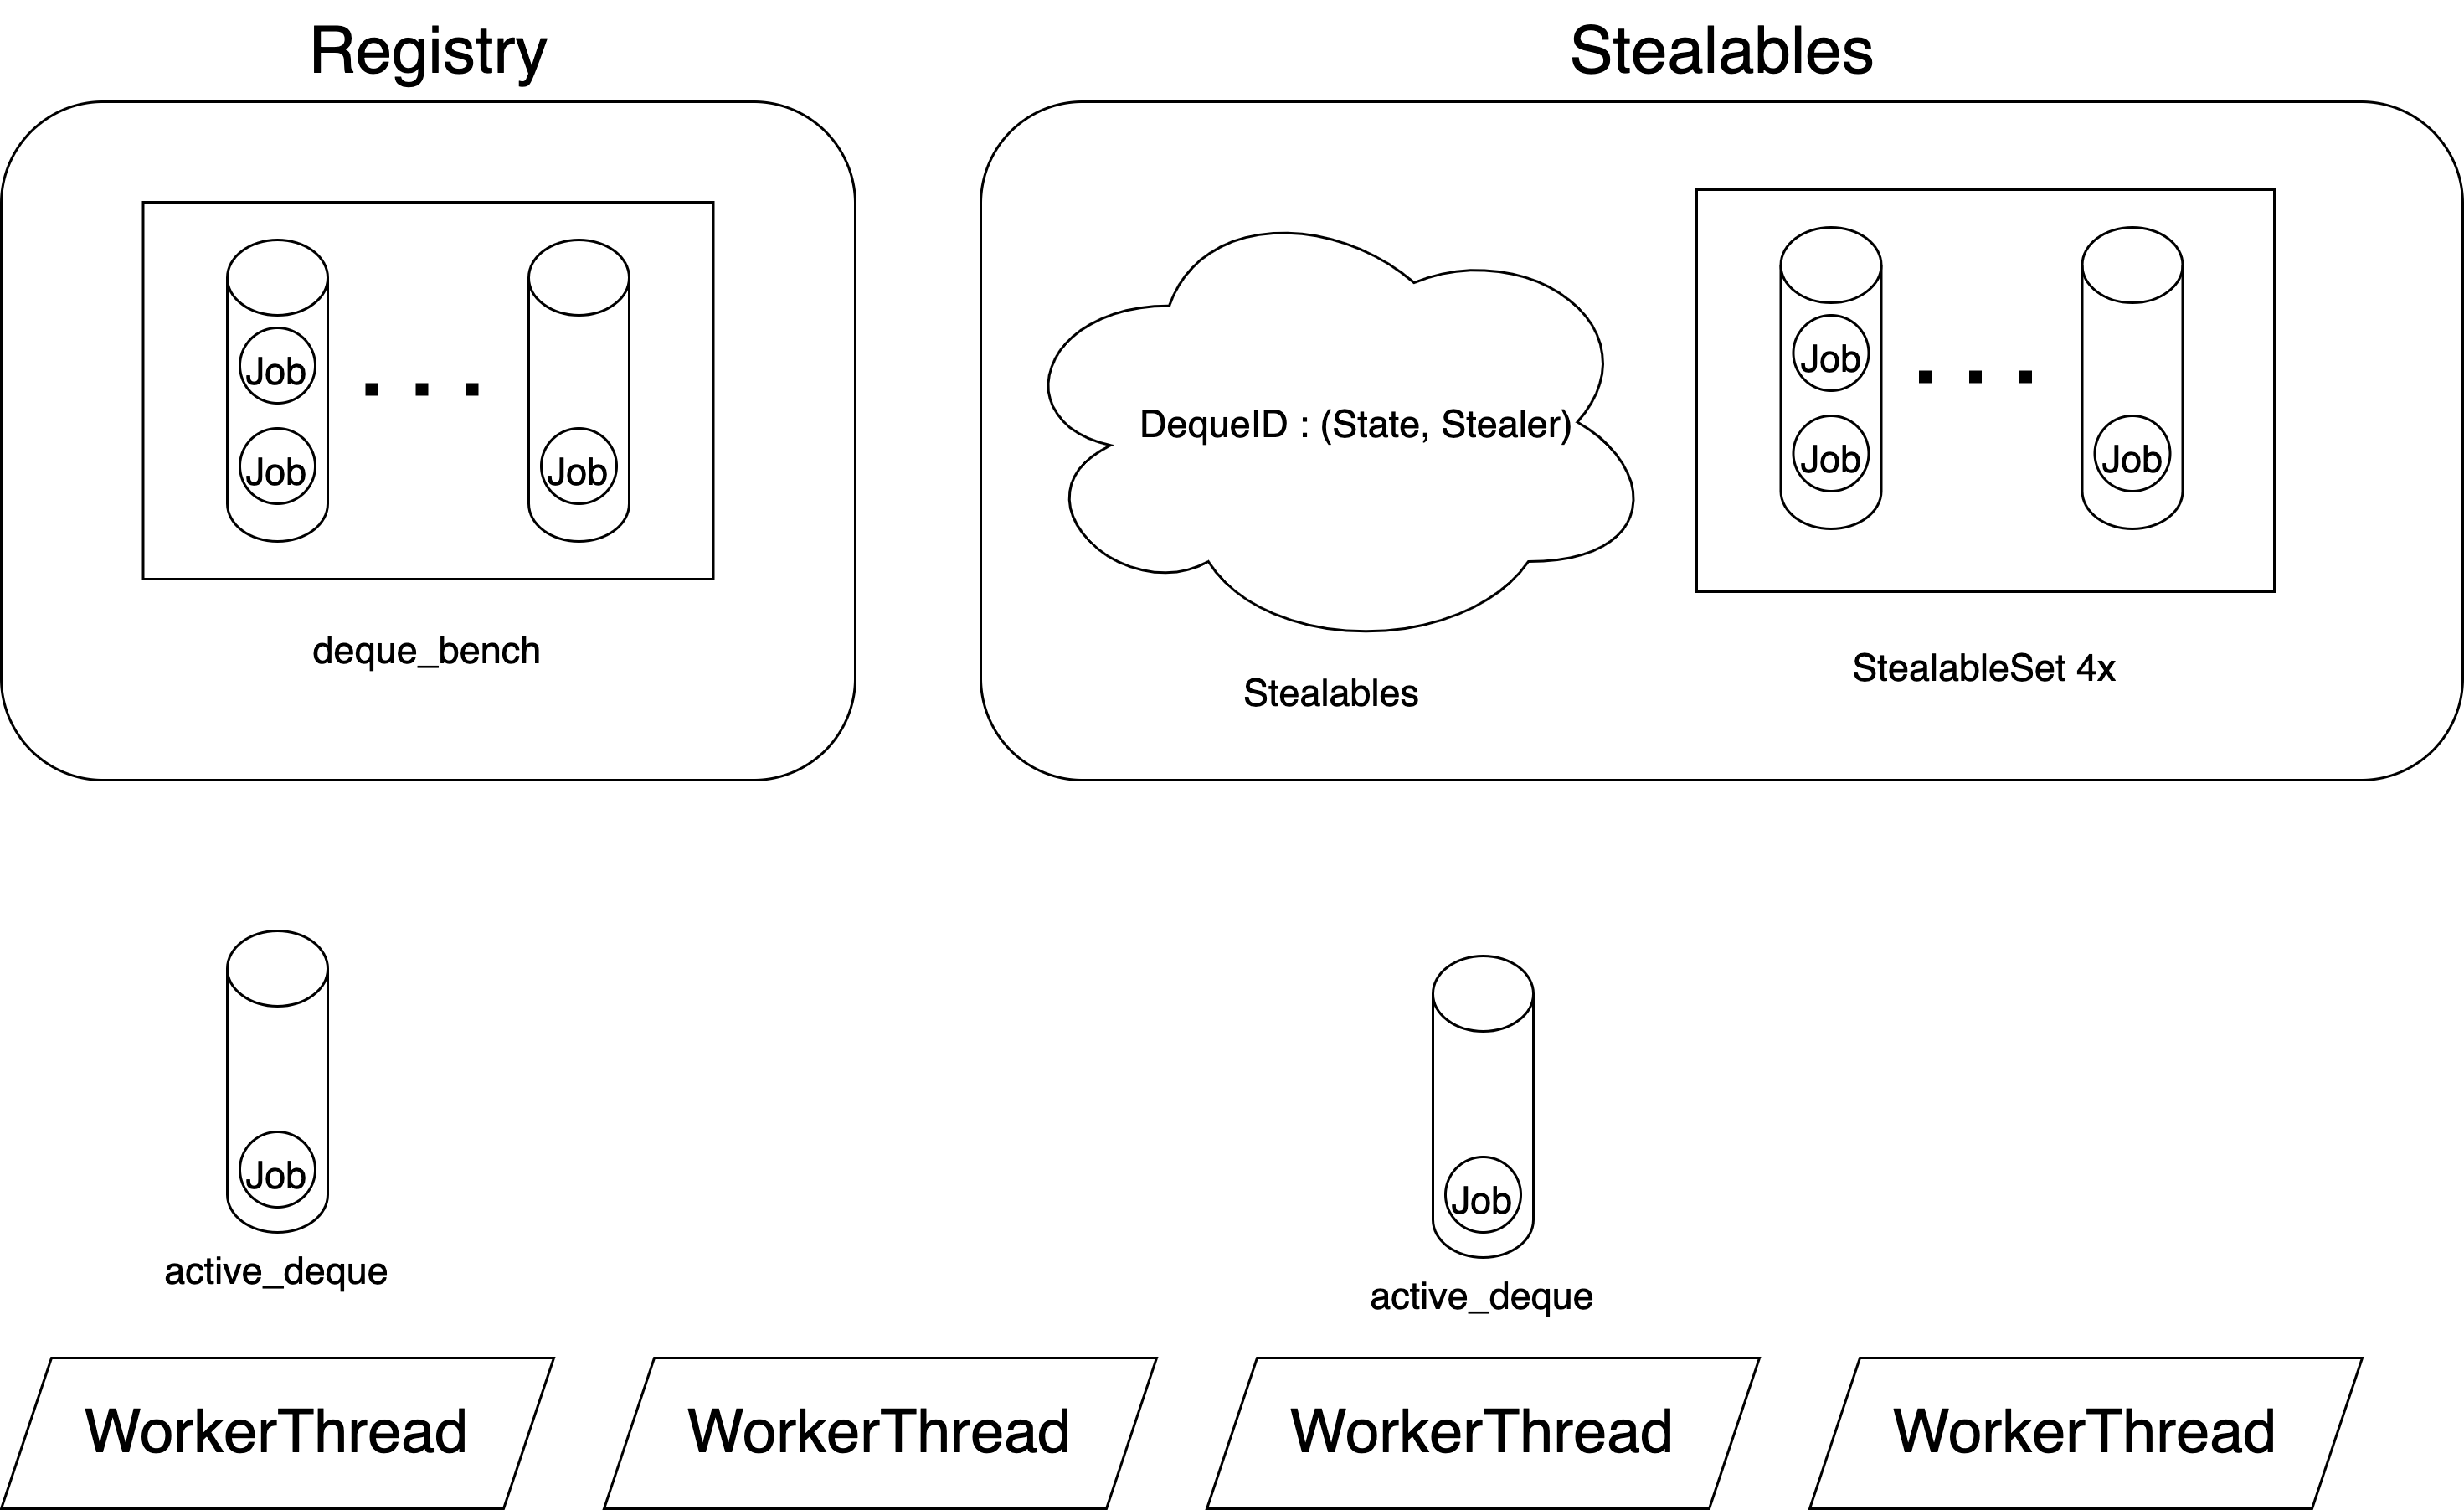 Registry
Stealables
Job
Job
. . .
Job
deque_bench
DequeID : (State, Stealer)
Stealables
Job
Job
. . .
Job
StealableSet 4x
Job
active_deque
Job
active_deque
WorkerThread
WorkerThread
WorkerThread
WorkerThread